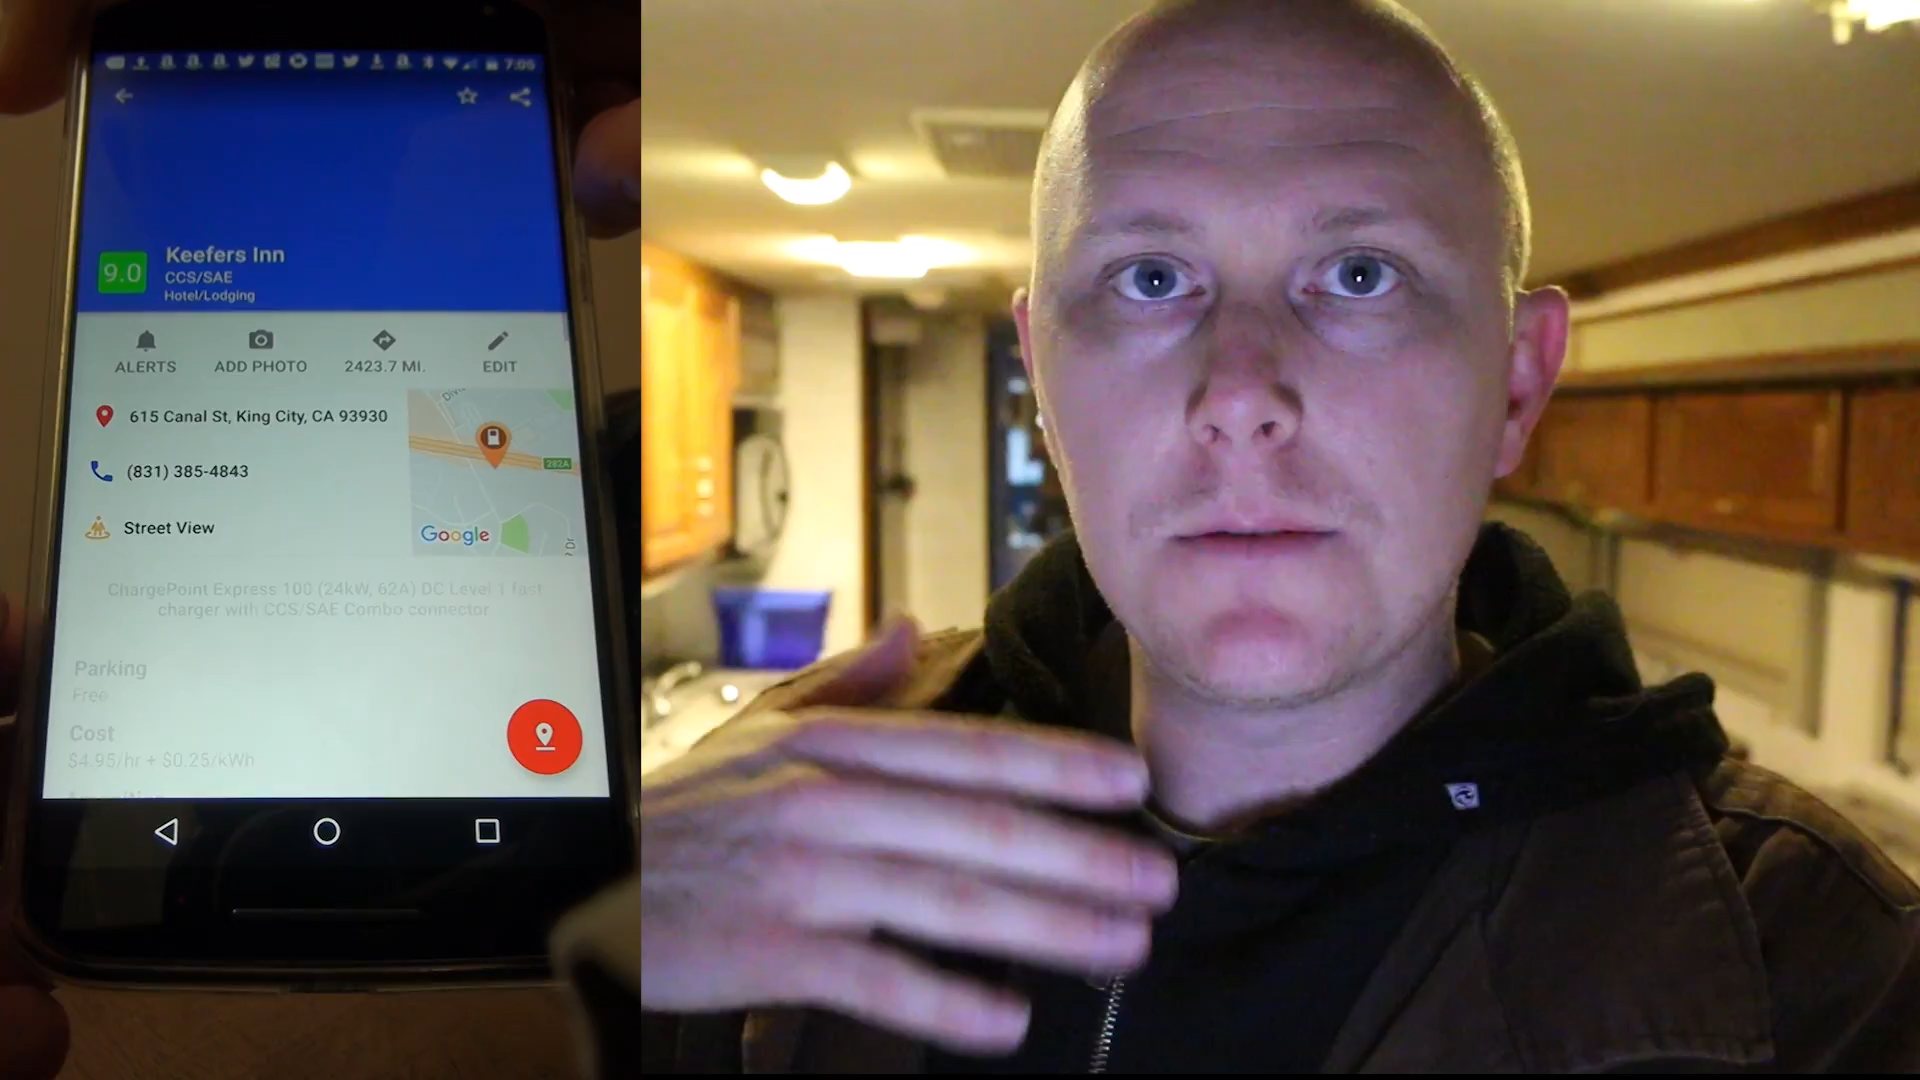 7:05
9.0
Keefers Inn
CCS/SAE
Hotel/Lodging
ALERTS
ADD PHOTO
2423.7 MI.
EDIT
615 Canal St, King City, CA 93930
(831) 385-4843
Street View
282A
Google
ChargePoint Express 100 (24kW, 62A) DC Level 1 fast
charger with CCS/SAE Combo connector
Parking
Free
Cost
$4.95/hr + $0.25/kWh